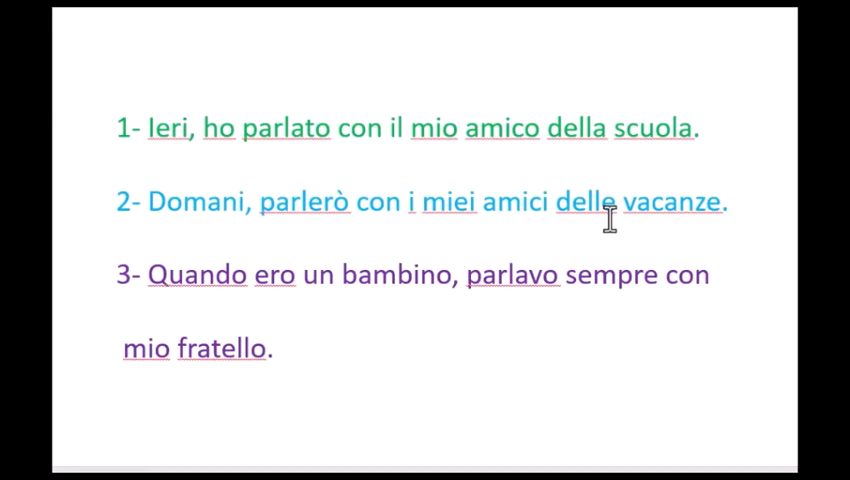 1- Ieri, ho parlato con il mio amico della scuola.
2- Domani, parlerò con i miei amici delle vacanze.
3- Quando ero un bambino, parlavo sempre con
mio fratello.